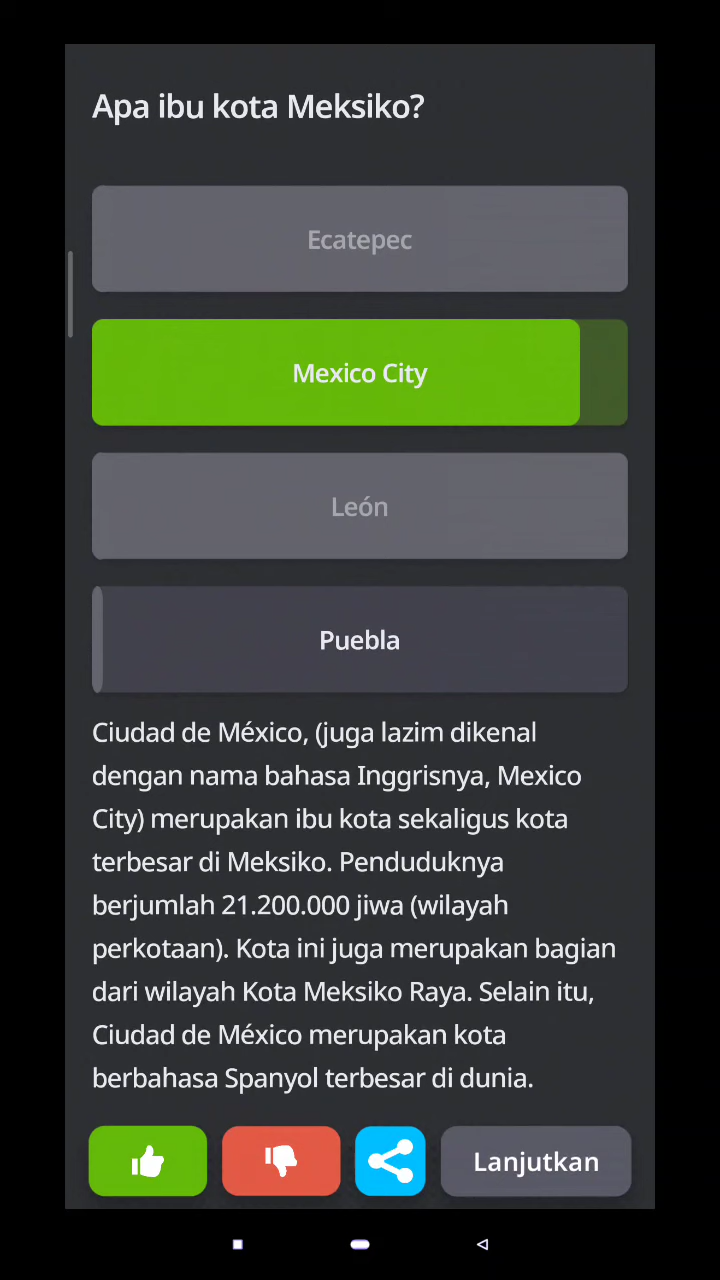 Apa ibu kota Meksiko?
Ecatepec
Mexico City
León
Puebla
Ciudad de México, (juga lazim dikenal
dengan nama bahasa Inggrisnya, Mexico
City) merupakan ibu kota sekaligus kota
terbesar di Meksiko. Penduduknya
berjumlah 21.200.000 jiwa (wilayah
perkotaan). Kota ini juga merupakan bagian
dari wilayah Kota Meksiko Raya. Selain itu,
Ciudad de México merupakan kota
berbahasa Spanyol terbesar di dunia.
Lanjutkan